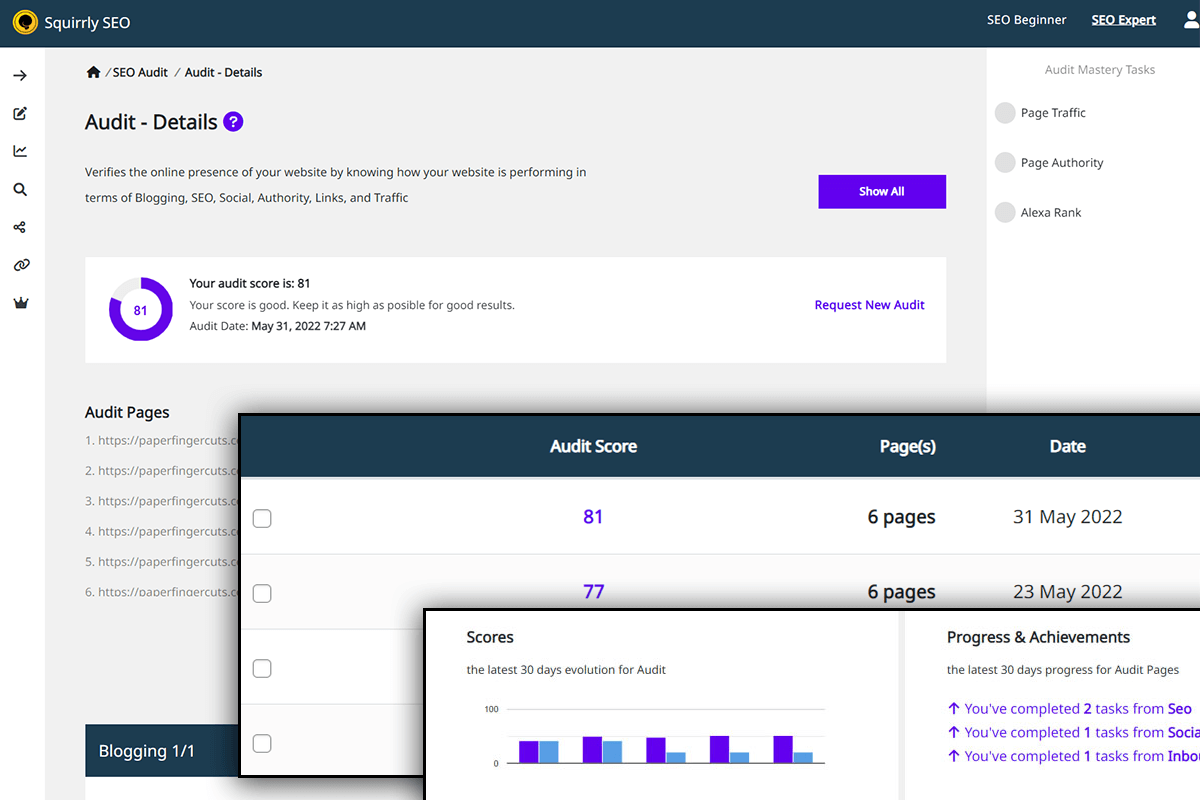 Squirrly SEO
SEO Beginner
SEO Expert
/ SEO Audit / Audit - Details
Audit - Details ?
Verifies the online presence of your website by knowing how your website is performing in
terms of Blogging, SEO, Social, Authority, Links, and Traffic
Show All
Audit Mastery Tasks
Page Traffic
Page Authority
Alexa Rank
81
Your audit score is: 81
Your score is good. Keep it as high as posible for good results.
Audit Date: May 31, 2022 7:27 AM
Request New Audit
Audit Pages
1. https://paperfingercuts.c
2. https://paperfingercuts.c
3. https://paperfingercuts.c
4. https://paperfingercuts.c
5. https://paperfingercuts.c
6. https://paperfingercuts.c
Blogging 1/1
Audit Score Page(s) Date
81 6 pages 31 May 2022
77 6 pages 23 May 2022
Scores
the latest 30 days evolution for Audit
100
0
Progress & Achievements
the latest 30 days progress for Audit Pages
You've completed 2 tasks from Seo
You've completed 1 tasks from Socia
You've completed 1 tasks from Inbo